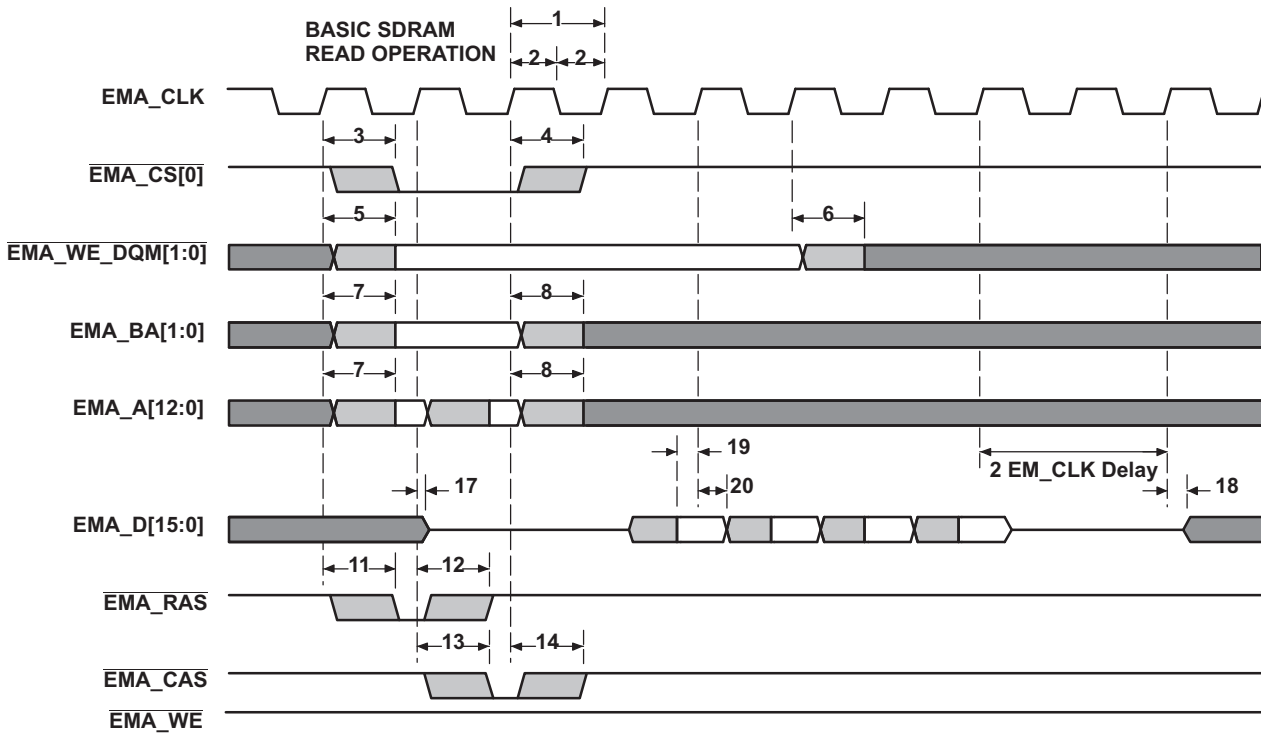 BASIC SDRAM
READ OPERATION
1
2 2
EMA_CLK
3 4
EMA_CS[0]
5 6
EMA_WE_DQM[1:0]
7 8
EMA_BA[1:0]
7 8
EMA_A[12:0]
19
2 EM_CLK Delay
17 20 18
EMA_D[15:0]
11 12
EMA_RAS
13 14
EMA_CAS
EMA_WE